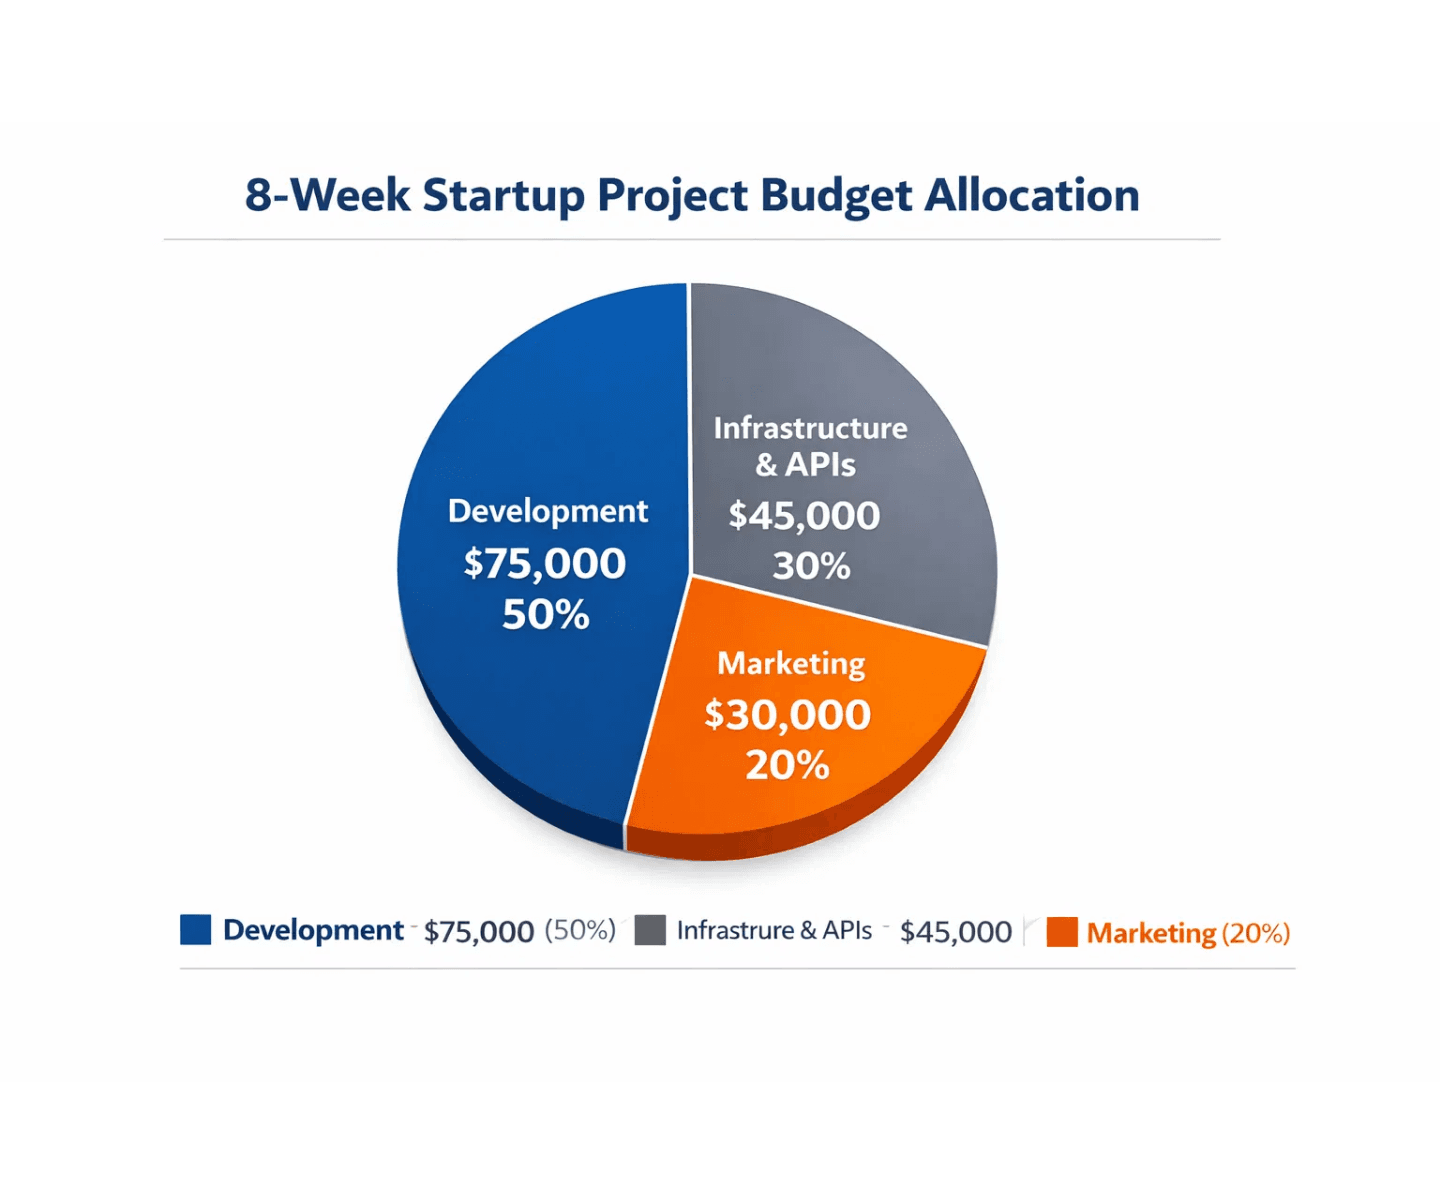 8-Week Startup Project Budget Allocation
Infrastructure
& APIs
$45,000
30%
Development
$75,000
50%
Marketing
$30,000
20%
Development - $75,000 (50%) Infrastrure & APIs - $45,000 Marketing (20%)